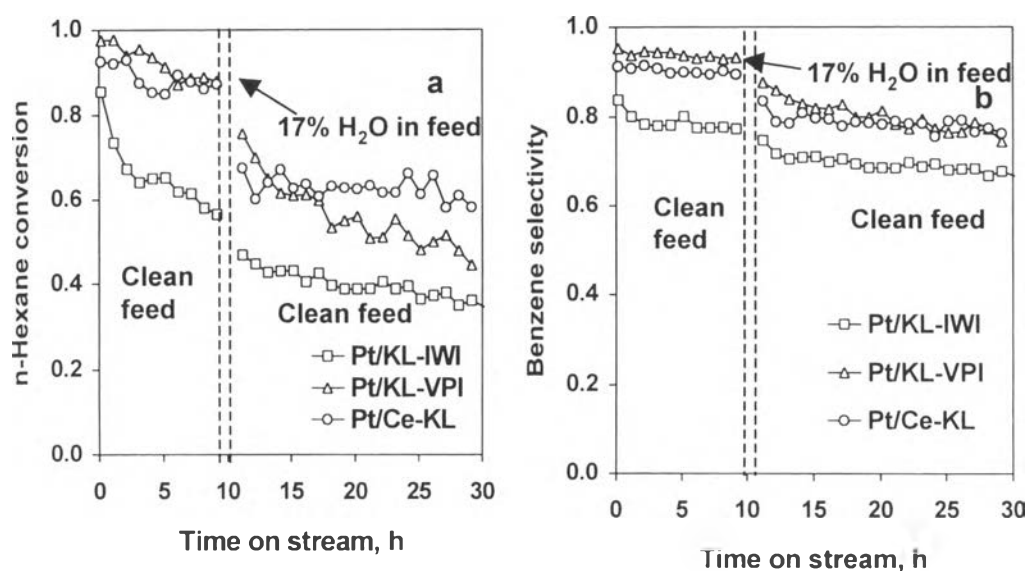 n-Hexane conversion
1.0
0.8
0.6
0.4
0.2
0.0
a
17% H₂O in feed
Clean
feed
Clean feed
Pt/KL-IWI
Pt/KL-VPI
Pt/Ce-KL
0 5 10 15 20 25 30
Time on stream, h
Benzene selectivity
1.0
0.8
0.6
0.4
0.8
0.0
b
17% H₂O in feed
Clean
feed
Clean feed
Pt/KL-IWI
Pt/KL-VPI
Pt/Ce-KL
0 5 10 15 20 25 30
Time on stream, h